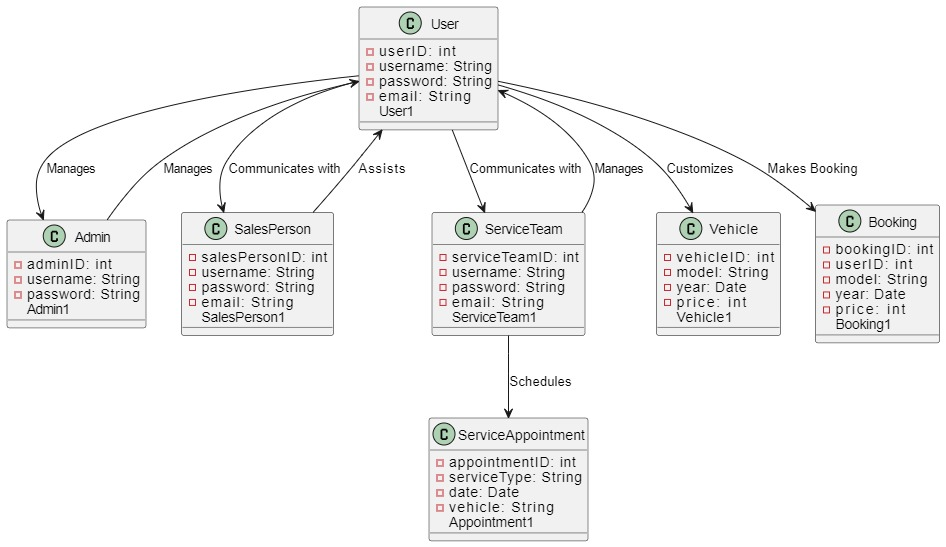 C User
userID: int
username: String
password: String
email: String
User1
Manages
Manages
Communicates with
Assists
Communicates with
Manages
Customizes
Makes Booking
C Admin
adminID: int
username: String
password: String
Admin1
C SalesPerson
salesPersonID: int
username: String
password: String
email: String
SalesPerson1
C ServiceTeam
serviceTeamID: int
username: String
password: String
email: String
ServiceTeam1
C Vehicle
vehicleID: int
model: String
year: Date
price: int
Vehicle1
C Booking
bookingID: int
userID: int
model: String
year: Date
price: int
Booking1
Schedules
C ServiceAppointment
appointmentID: int
serviceType: String
date: Date
vehicle: String
Appointment1